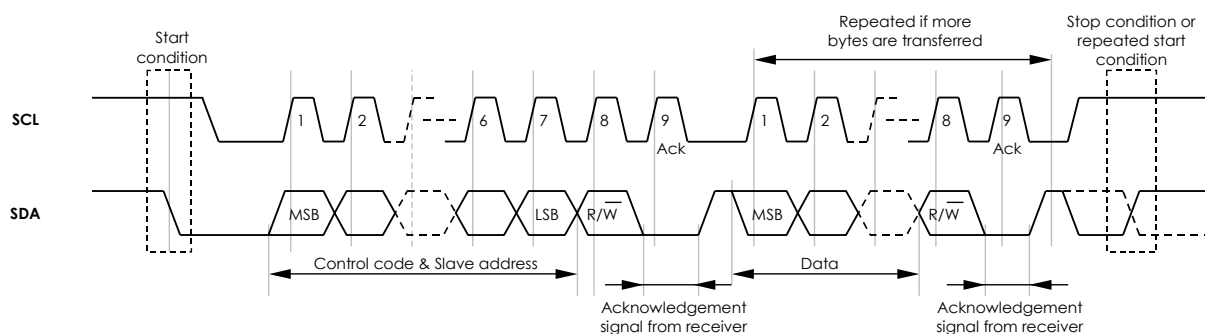 Start
condition
Repeated if more
bytes are transferred
Stop condition or
repeated start
condition
SCL
1 2 6 7 8 9 1 2 8 9
Ack Ack
SDA
MSB LSB R/W̅ MSB R/W̅
Control code & Slave address
Data
Acknowledgement
signal from receiver
Acknowledgement
signal from receiver